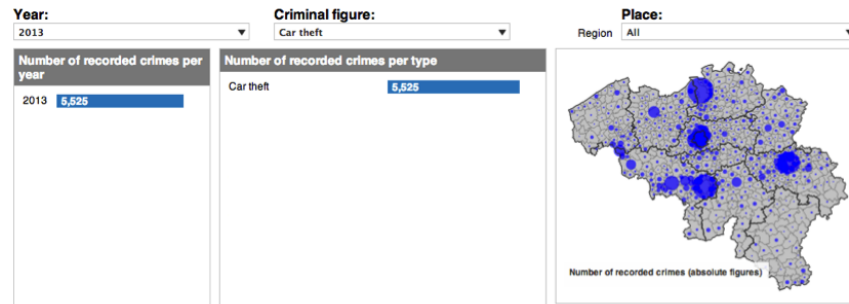 Year:
2013
Criminal figure:
Car theft
Place:
Region All
Number of recorded crimes per
year
2013 5,525
Number of recorded crimes per type
Car theft 5,525
Number of recorded crimes (absolute figures)